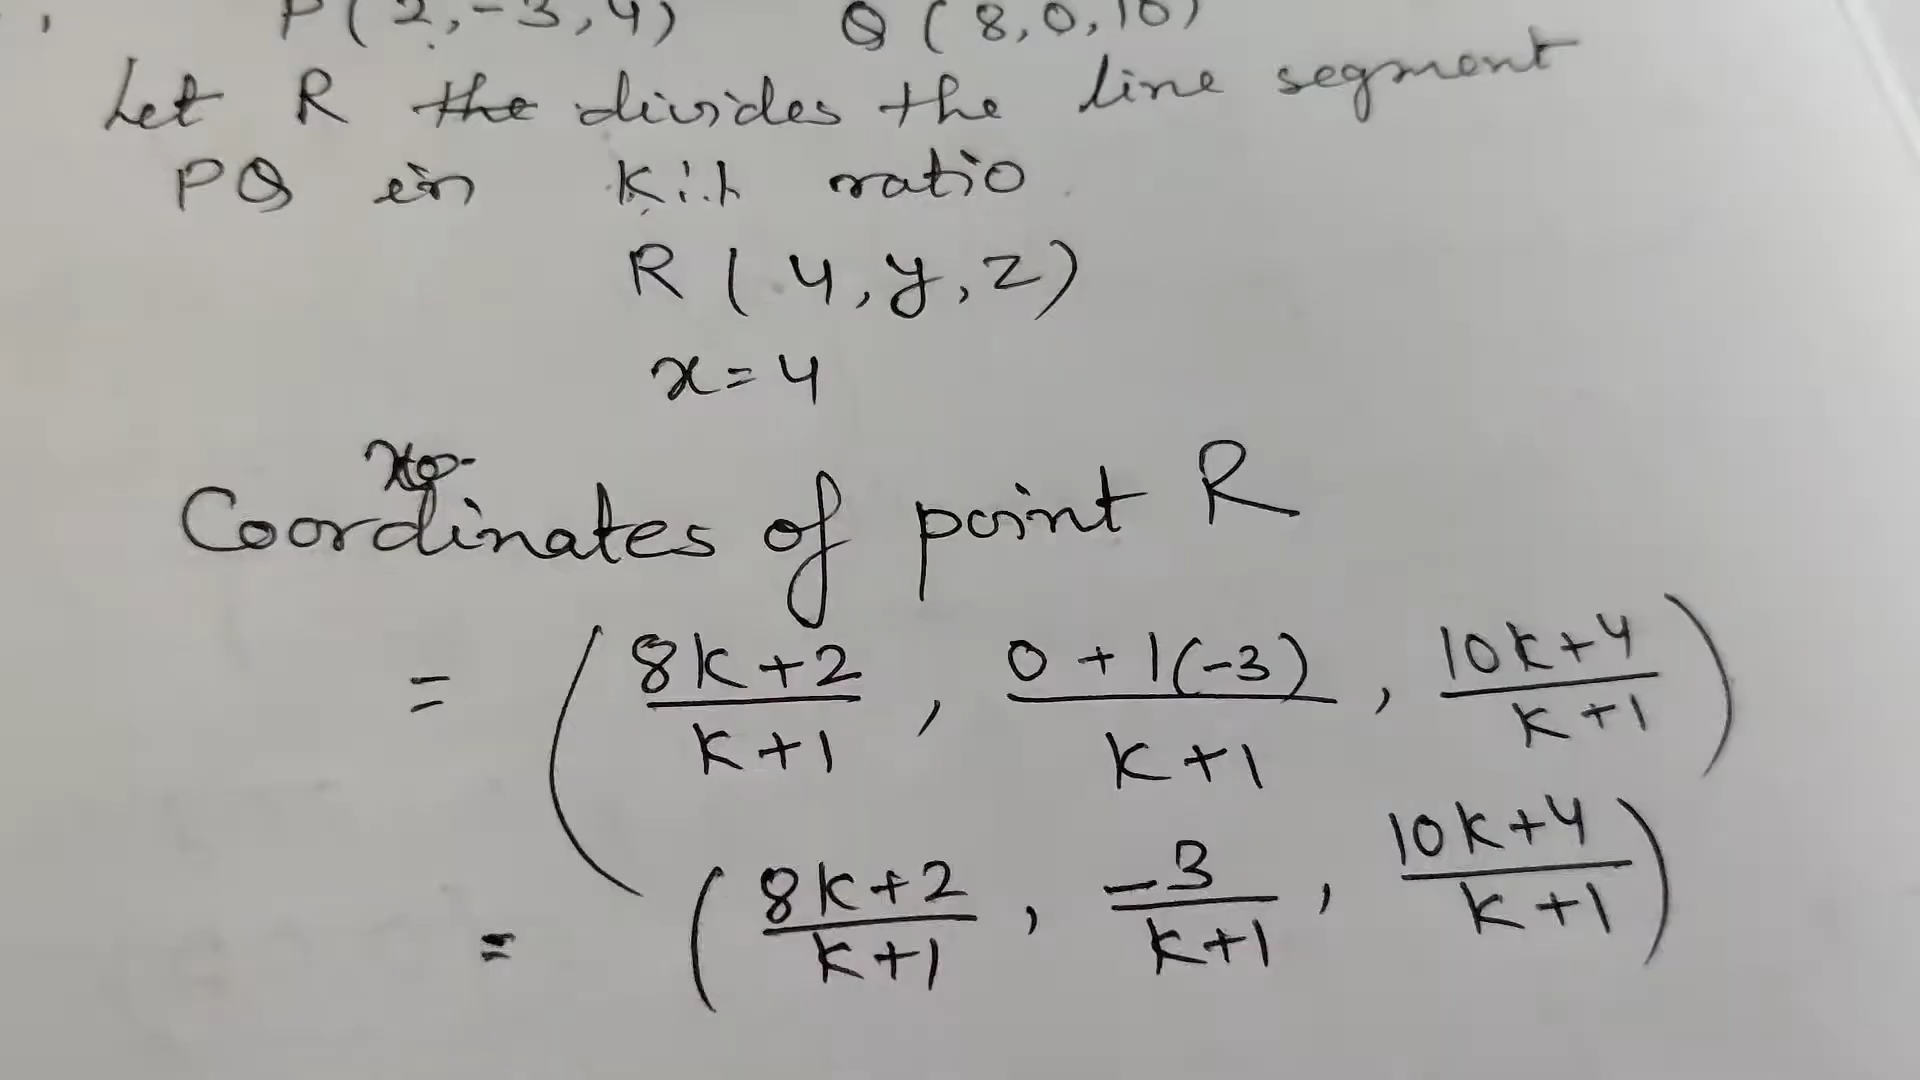 P(2,-3,4) Q(8,0,10)
Let R the divides the line segment
PQ in K:1 ratio
R(4,y,z)
x=4
Coordinates of point R
= (8k+2/k+1, 0+1(-3)/k+1, 10k+4/k+1)
= (8k+2/k+1, -3/k+1, 10k+4/k+1)